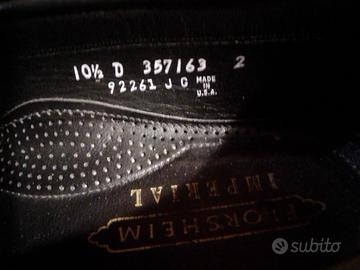 10½ D 357163 2
92261 J G MADE IN U.S.A.
FLORSHEIM
IMPERIAL
subito